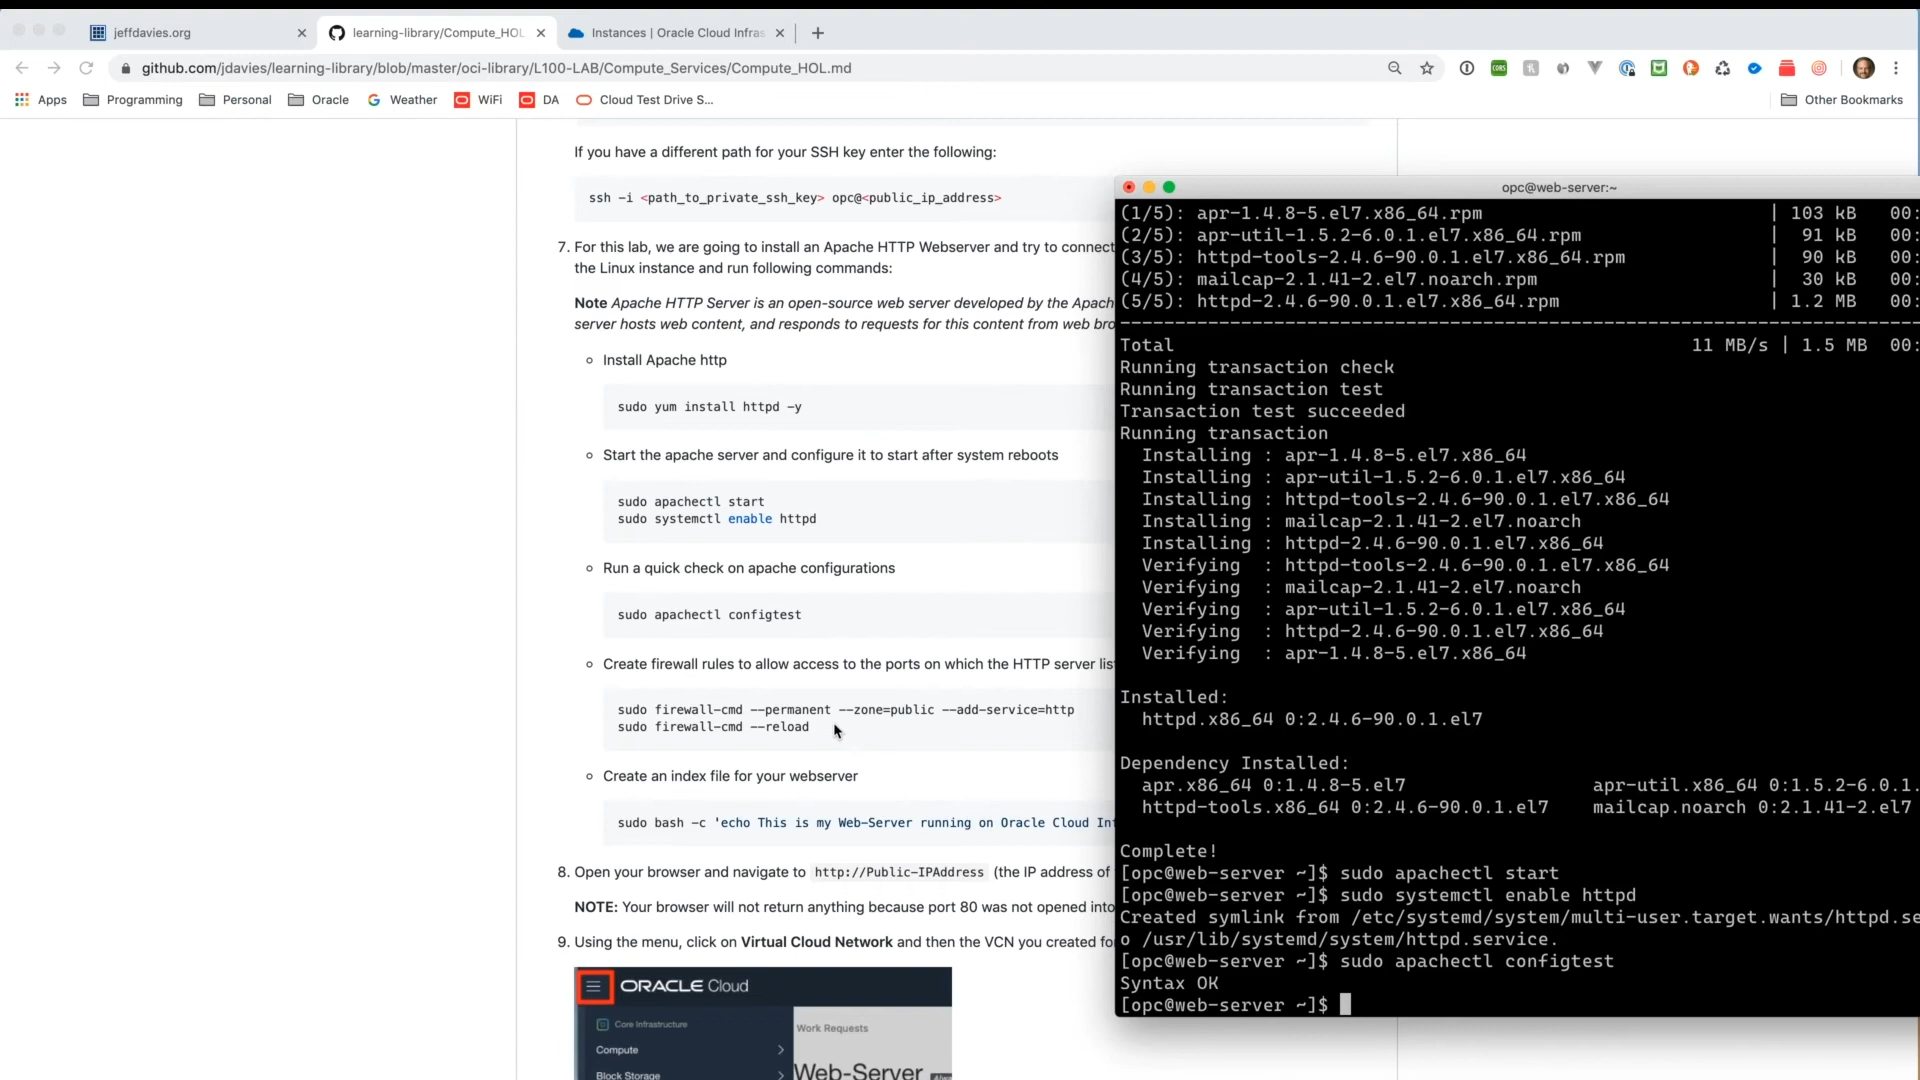 jeffdavies.org
learning-library/Compute_HOL
Instances | Oracle Cloud Infras
github.com/jdavies/learning-library/blob/master/oci-library/L100-LAB/Compute_Services/Compute_HOL.md
Apps
Programming
Personal
Oracle
Weather
WiFi
DA
Cloud Test Drive S...
Other Bookmarks
If you have a different path for your SSH key enter the following:
ssh -i <path_to_private_ssh_key> opc@<public_ip_address>
7. For this lab, we are going to install an Apache HTTP Webserver and try to connect
the Linux instance and run following commands:
Note Apache HTTP Server is an open-source web server developed by the Apach
server hosts web content, and responds to requests for this content from web bro
Install Apache http
sudo yum install httpd -y
Start the apache server and configure it to start after system reboots
sudo apachectl start
sudo systemctl enable httpd
Run a quick check on apache configurations
sudo apachectl configtest
Create firewall rules to allow access to the ports on which the HTTP server lis
sudo firewall-cmd --permanent --zone=public --add-service=http
sudo firewall-cmd --reload
Create an index file for your webserver
sudo bash -c 'echo This is my Web-Server running on Oracle Cloud Inf
8. Open your browser and navigate to http://Public-IPAddress (the IP address of
NOTE: Your browser will not return anything because port 80 was not opened into
9. Using the menu, click on Virtual Cloud Network and then the VCN you created fo
ORACLE Cloud
Core Infrastructure
Compute
Block Storage
Work Requests
Web-Server
opc@web-server:~
(1/5): apr-1.4.8-5.el7.x86_64.rpm | 103 kB 00:
(2/5): apr-util-1.5.2-6.0.1.el7.x86_64.rpm | 91 kB 00:
(3/5): httpd-tools-2.4.6-90.0.1.el7.x86_64.rpm | 90 kB 00:
(4/5): mailcap-2.1.41-2.el7.noarch.rpm | 30 kB 00:
(5/5): httpd-2.4.6-90.0.1.el7.x86_64.rpm | 1.2 MB 00:
--------------------------------------------------------------------------------
Total 11 MB/s | 1.5 MB 00:
Running transaction check
Running transaction test
Transaction test succeeded
Running transaction
Installing : apr-1.4.8-5.el7.x86_64
Installing : apr-util-1.5.2-6.0.1.el7.x86_64
Installing : httpd-tools-2.4.6-90.0.1.el7.x86_64
Installing : mailcap-2.1.41-2.el7.noarch
Installing : httpd-2.4.6-90.0.1.el7.x86_64
Verifying : httpd-tools-2.4.6-90.0.1.el7.x86_64
Verifying : mailcap-2.1.41-2.el7.noarch
Verifying : apr-util-1.5.2-6.0.1.el7.x86_64
Verifying : httpd-2.4.6-90.0.1.el7.x86_64
Verifying : apr-1.4.8-5.el7.x86_64
Installed:
httpd.x86_64 0:2.4.6-90.0.1.el7
Dependency Installed:
apr.x86_64 0:1.4.8-5.el7 apr-util.x86_64 0:1.5.2-6.0.1.
httpd-tools.x86_64 0:2.4.6-90.0.1.el7 mailcap.noarch 0:2.1.41-2.el7
Complete!
[opc@web-server ~]$ sudo apachectl start
[opc@web-server ~]$ sudo systemctl enable httpd
Created symlink from /etc/systemd/system/multi-user.target.wants/httpd.se
o /usr/lib/systemd/system/httpd.service.
[opc@web-server ~]$ sudo apachectl configtest
Syntax OK
[opc@web-server ~]$